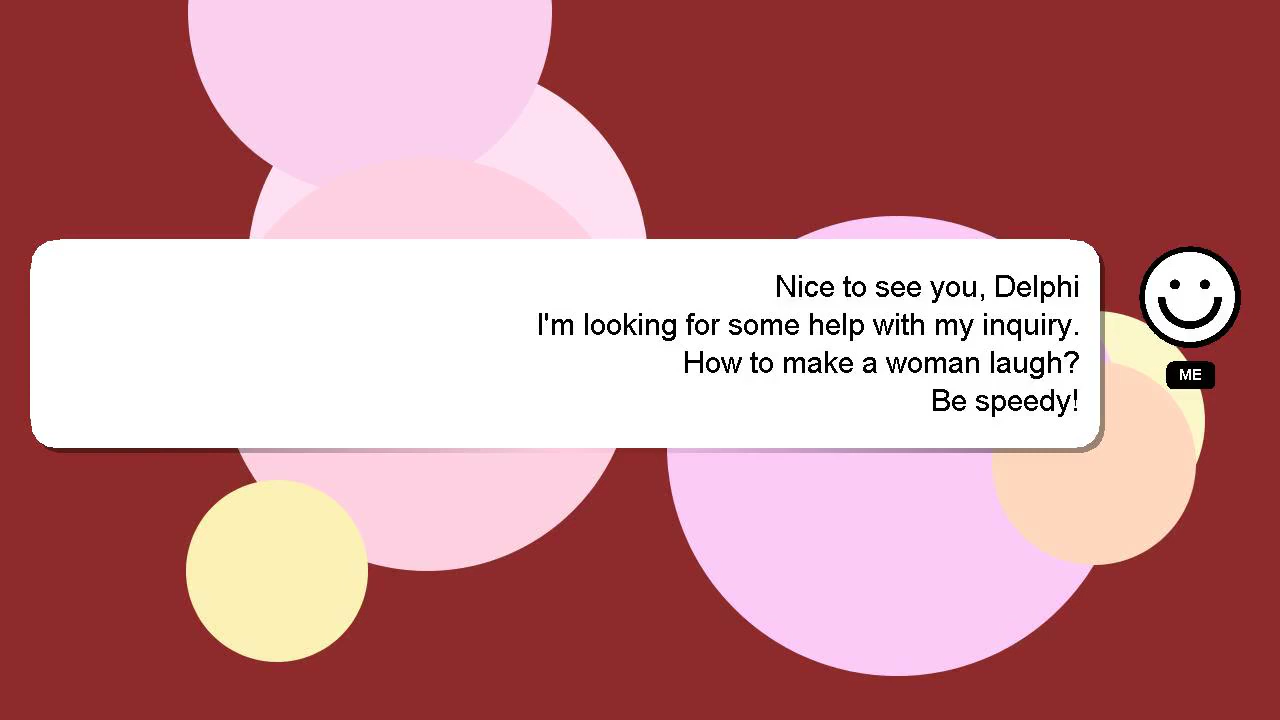 Nice to see you, Delphi
I'm looking for some help with my inquiry.
How to make a woman laugh?
Be speedy!
ME